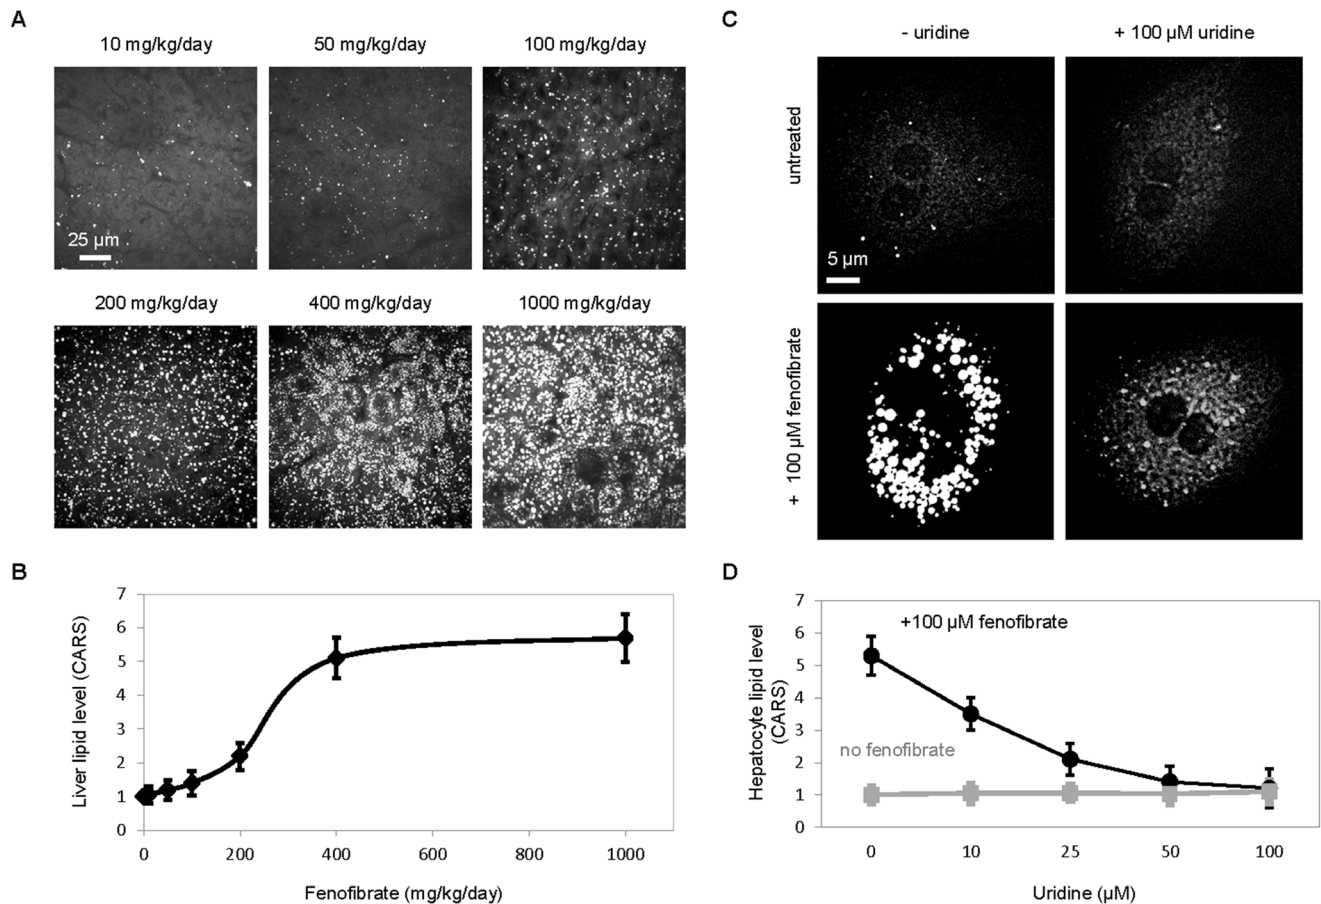 A
10 mg/kg/day
50 mg/kg/day
100 mg/kg/day
25 µm
200 mg/kg/day
400 mg/kg/day
1000 mg/kg/day
B
Liver lipid level (CARS)
7
6
5
4
3
2
1
0
0
200
400
600
800
1000
Fenofibrate (mg/kg/day)
C
- uridine
+ 100 µM uridine
untreated
5 µm
+ 100 µM fenofibrate
D
Hepatocyte lipid level
(CARS)
7
6
5
4
3
2
1
0
+100 µM fenofibrate
no fenofibrate
0
10
25
50
100
Uridine (µM)